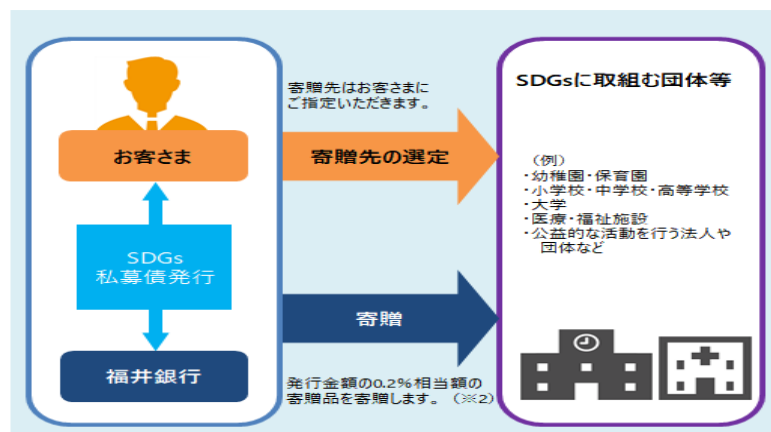 寄贈先はお客さまに
ご指定いただきます。
お客さま
寄贈先の選定
SDGs
私募債発行
寄贈
福井銀行
発行金額の0.2%相当額の
寄贈品を寄贈します。（※2）
SDGsに取組む団体等
（例）
・幼稚園・保育園
・小学校・中学校・高等学校
・大学
・医療・福祉施設
・公益的な活動を行う法人や
団体など